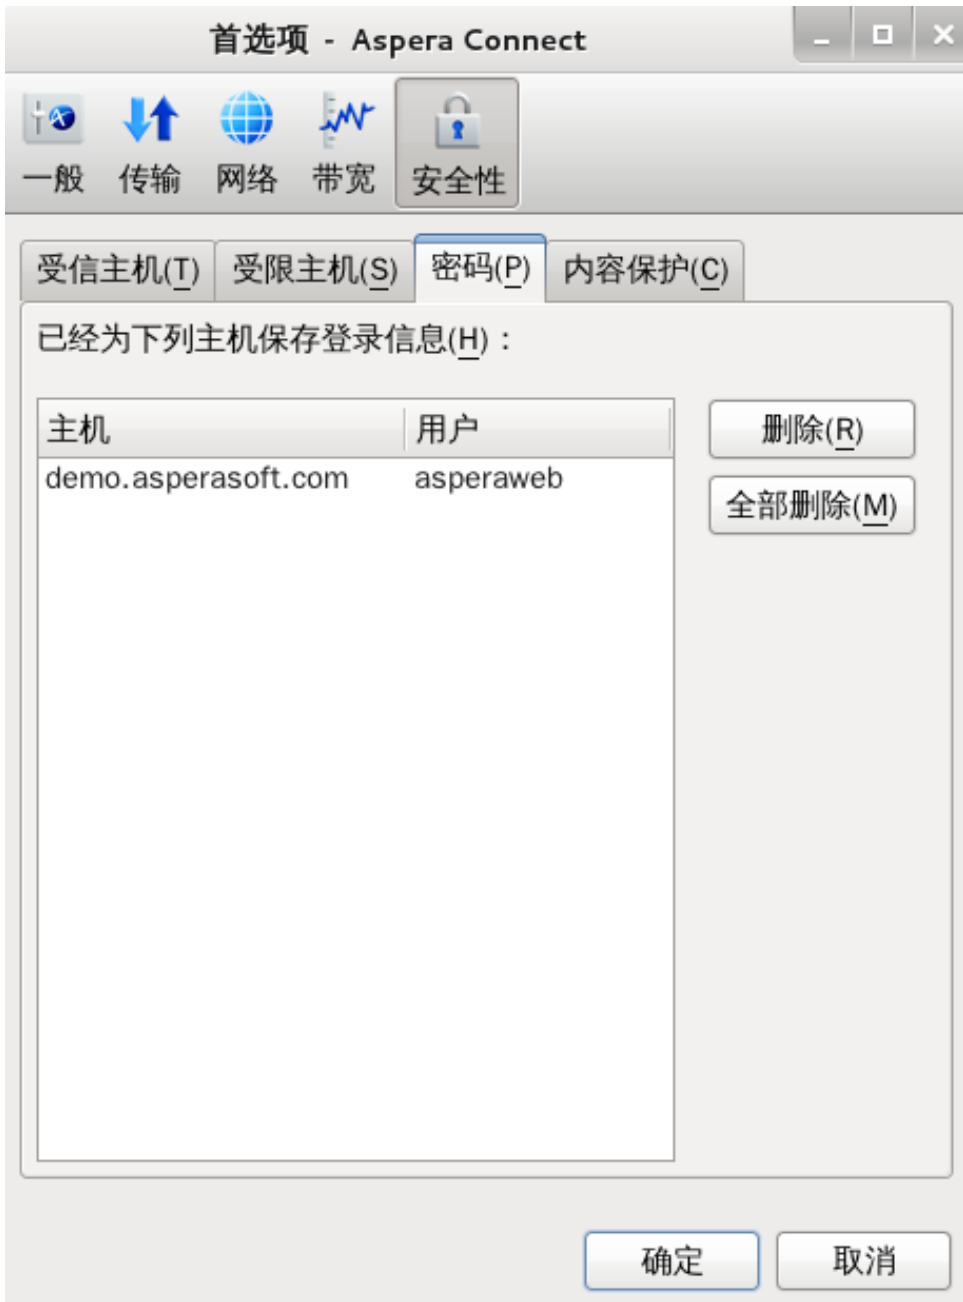 首选项 - Aspera Connect
一般 传输 网络 带宽 安全性
受信主机(T) 受限主机(S) 密码(P) 内容保护(C)
已经为下列主机保存登录信息(H)：
主机 用户 删除(R)
demo.asperasoft.com asperaweb
全部删除(M)
确定 取消